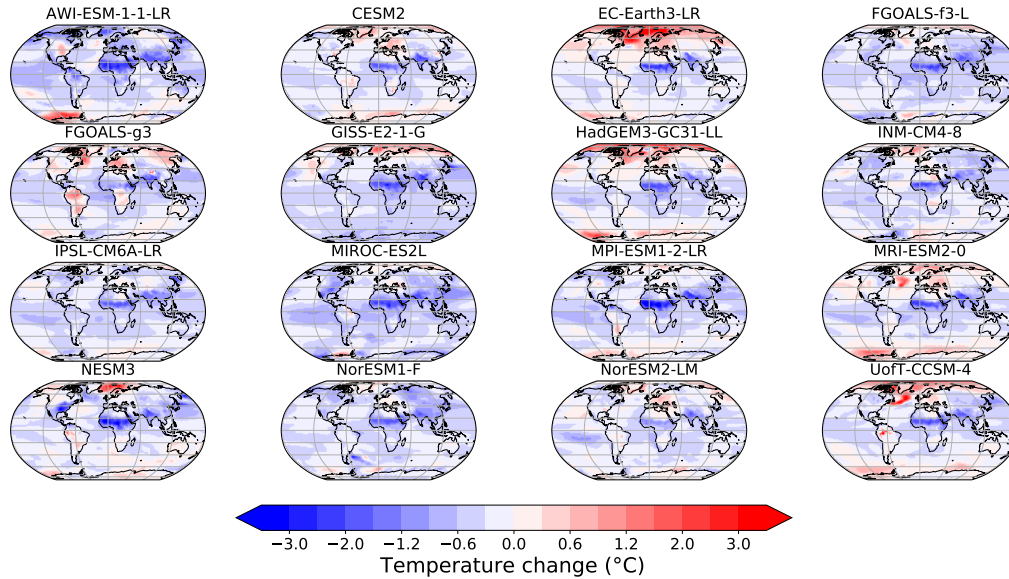 AWI-ESM-1-1-LR CESM2 EC-Earth3-LR FGOALS-f3-L
FGOALS-g3 GISS-E2-1-G HadGEM3-GC31-LL INM-CM4-8
IPSL-CM6A-LR MIROC-ES2L MPI-ESM1-2-LR MRI-ESM2-0
NESM3 NorESM1-F NorESM2-LM UofT-CCSM-4
−3.0 −2.0 −1.2 −0.6 0.0 0.6 1.2 2.0 3.0
Temperature change (°C)